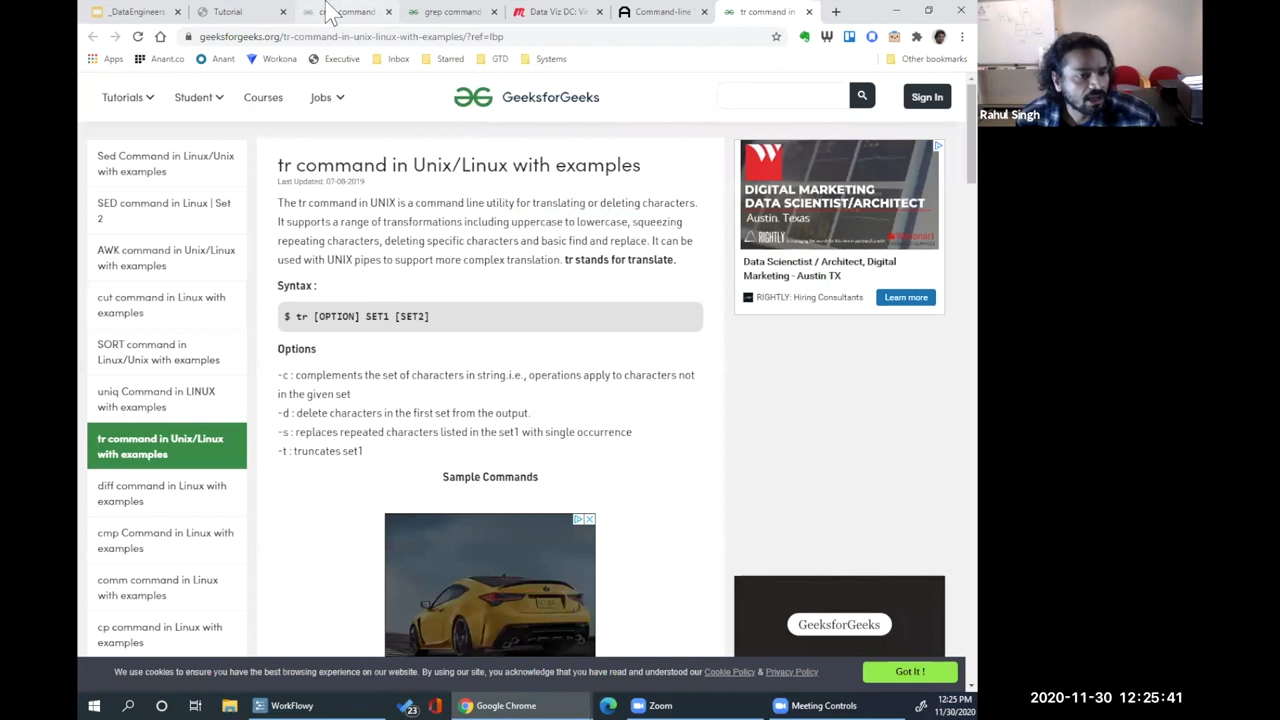 _DataEngineers
Tutorial
command
grep command
Data Viz DC: Vir
Command-line
tr command in
geeksforgeeks.org/tr-command-in-unix-linux-with-examples/?ref=lbp
Apps
Anant.co
Anant
Workona
Executive
Inbox
Starred
GTD
Systems
Other bookmarks
Tutorials
Student
Courses
Jobs
GeeksforGeeks
Sign In
Rahul Singh
Sed Command in Linux/Unix
with examples
SED command in Linux | Set
2
AWK command in Unix/Linux
with examples
cut command in Linux with
examples
SORT command in
Linux/Unix with examples
uniq Command in LINUX
with examples
tr command in Unix/Linux
with examples
diff command in Linux with
examples
cmp Command in Linux with
examples
comm command in Linux
with examples
cp command in Linux with
examples
tr command in Unix/Linux with examples
Last Updated: 07-08-2019
The tr command in UNIX is a command line utility for translating or deleting characters.
It supports a range of transformations including uppercase to lowercase, squeezing
repeating characters, deleting specific characters and basic find and replace. It can be
used with UNIX pipes to support more complex translation. tr stands for translate.
Syntax :
$ tr [OPTION] SET1 [SET2]
Options
-c : complements the set of characters in string.i.e., operations apply to characters not
in the given set
-d : delete characters in the first set from the output.
-s : replaces repeated characters listed in the set1 with single occurrence
-t : truncates set1
Sample Commands
DIGITAL MARKETING
DATA SCIENTIST/ARCHITECT
Austin. Texas
RIGHTLY
Data Scienctist / Architect, Digital
Marketing - Austin TX
RIGHTLY: Hiring Consultants
Learn more
GeeksforGeeks
We use cookies to ensure you have the best browsing experience on our website. By using our site, you acknowledge that you have read and understood our Cookie Policy & Privacy Policy
Got It !
WorkFlowy
23
Google Chrome
Zoom
Meeting Controls
12:25 PM
11/30/2020
2020-11-30 12:25:41